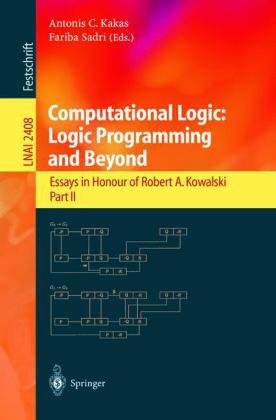 Antonis C. Kakas
Fariba Sadri (Eds.)
Festschrift
LNAI 2408
Computational Logic:
Logic Programming
and Beyond
Essays in Honour of Robert A. Kowalski
Part II
Springer